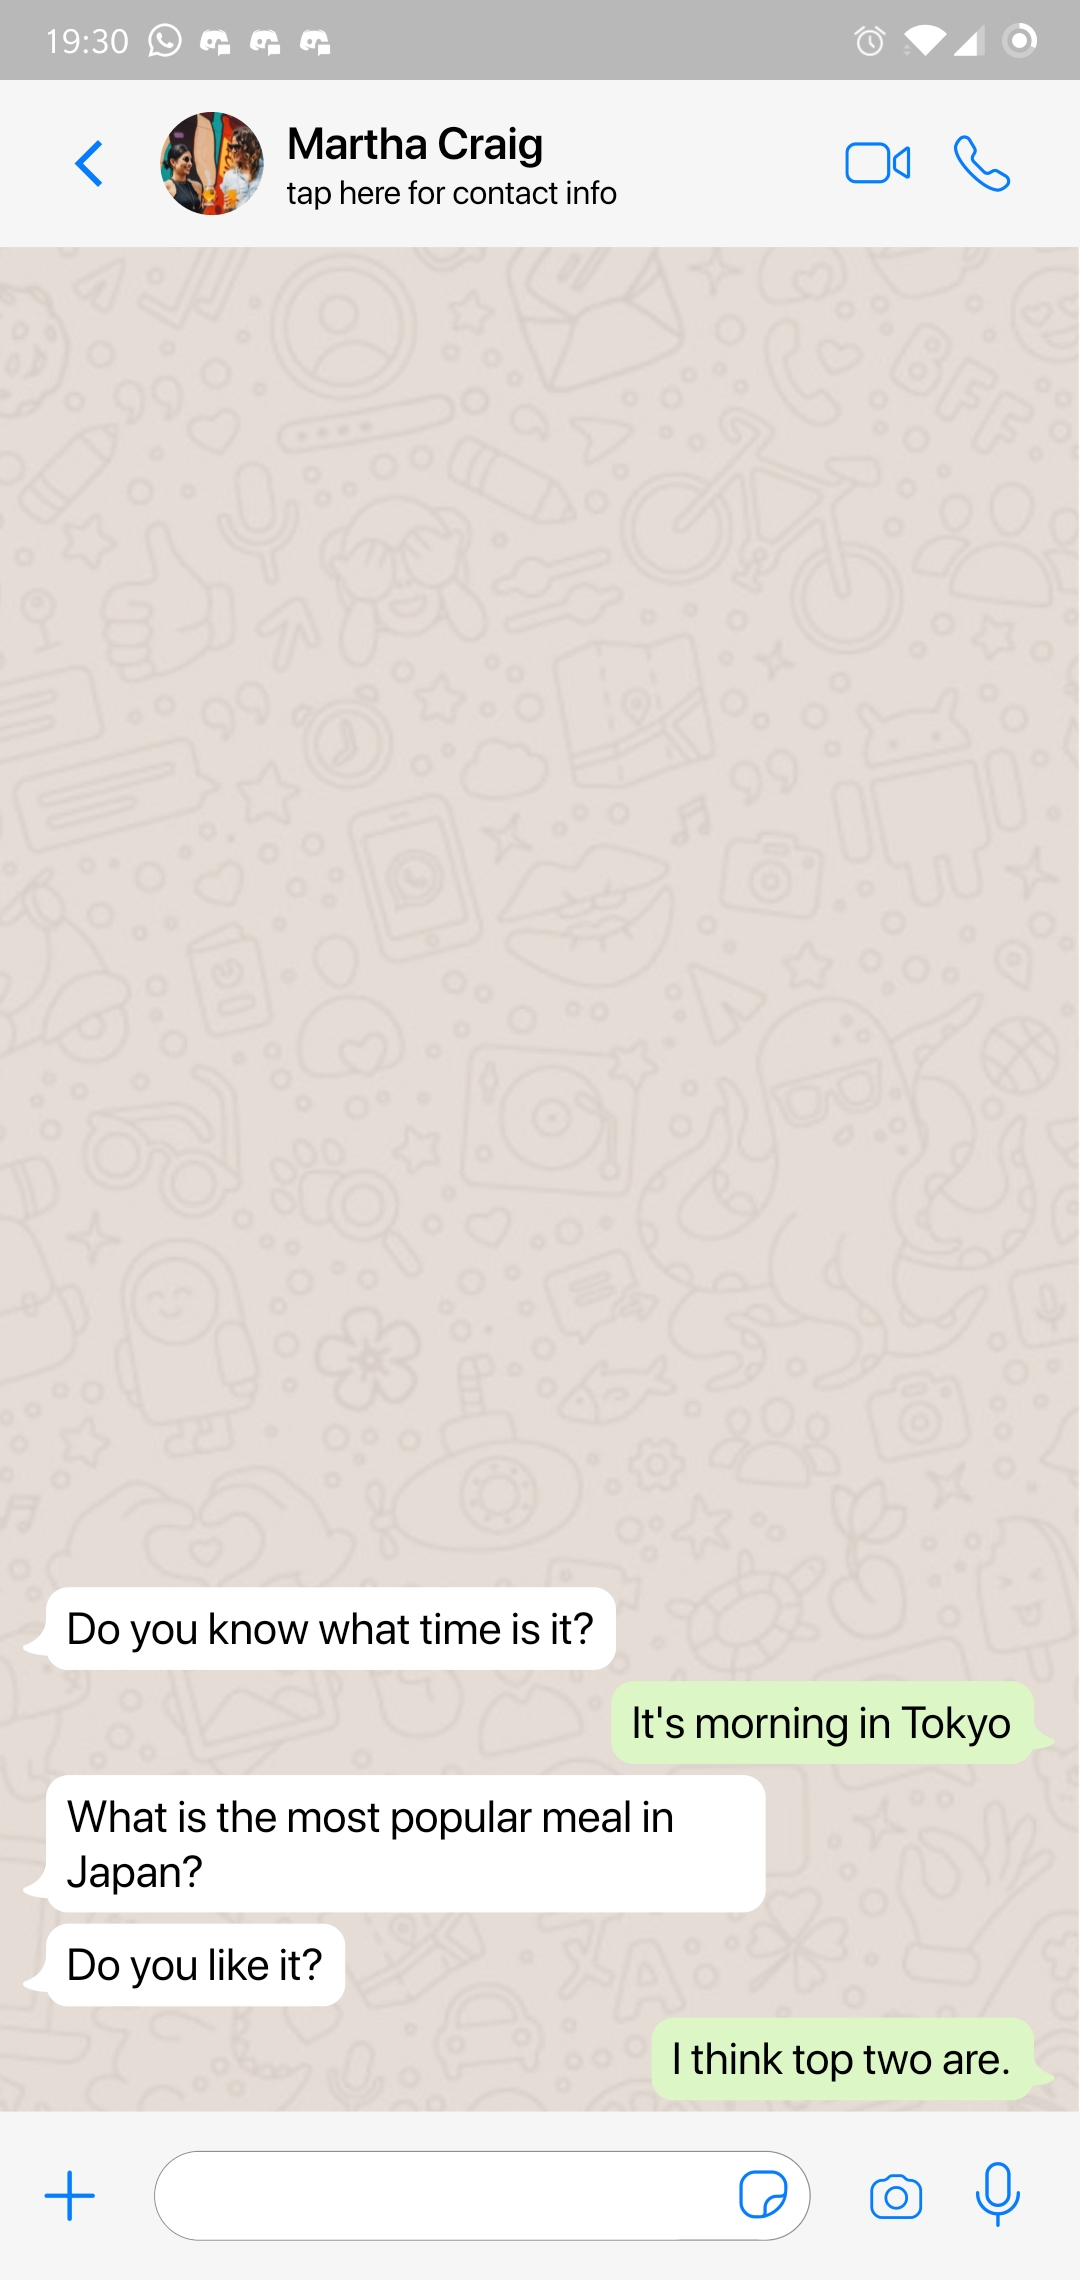 19:30
Martha Craig
tap here for contact info
BFF
Do you know what time is it?
It's morning in Tokyo
What is the most popular meal in
Japan?
Do you like it?
I think top two are.